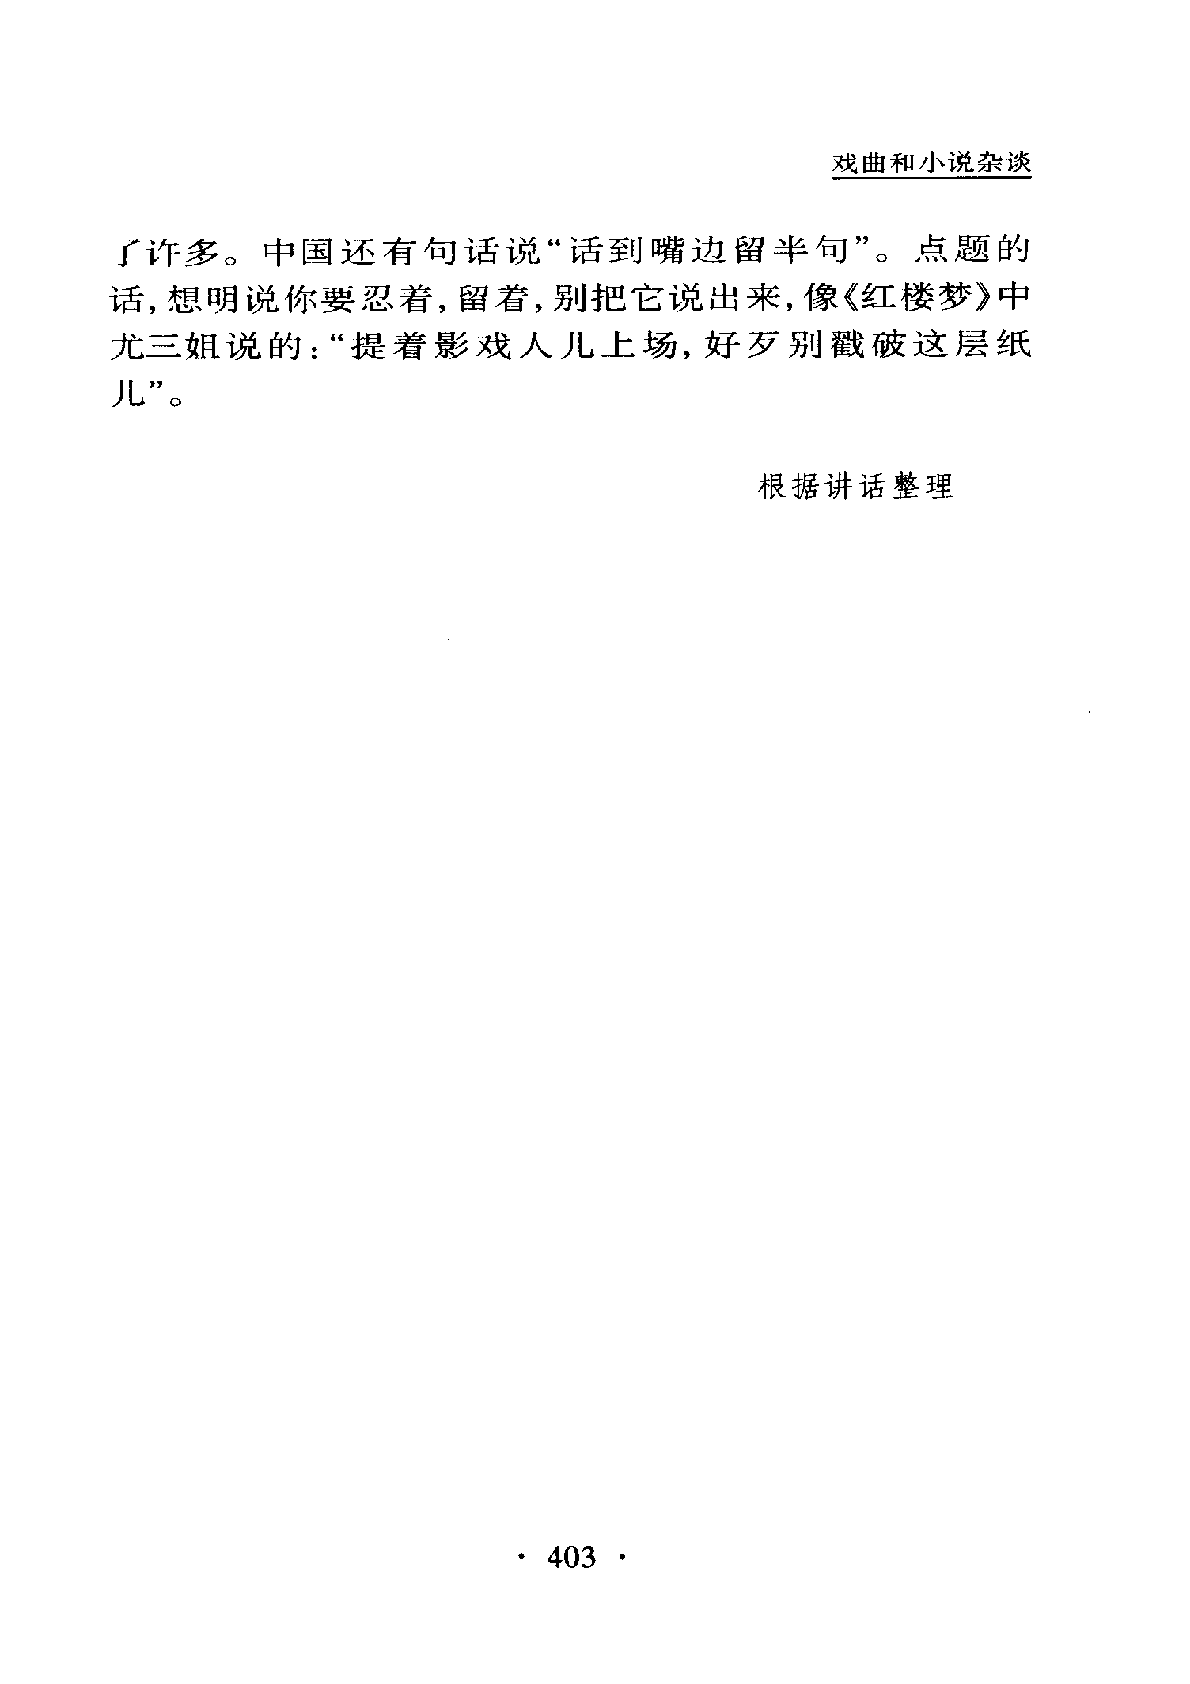 戏曲和小说杂谈
了许多。中国还有句话说“话到嘴边留半句”。点题的
话,想明说你要忍着,留着,别把它说出来,像《红楼梦》中
尤三姐说的:“提着影戏人儿上场,好歹别戳破这层纸
儿”。
根据讲话整理
· 403 ·